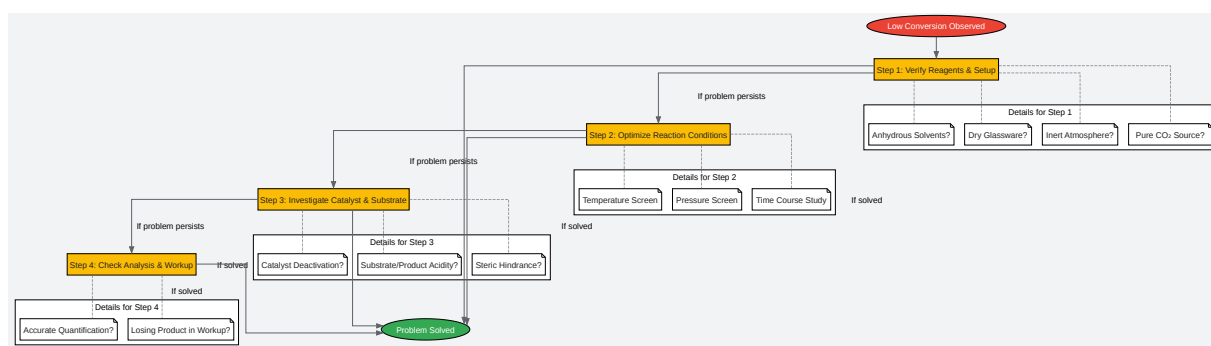 Low Conversion Observed
Step 1: Verify Reagents & Setup
If problem persists
Details for Step 1
Anhydrous Solvents?
Dry Glassware?
Inert Atmosphere?
Pure CO₂ Source?
Step 2: Optimize Reaction Conditions
If problem persists
Details for Step 2
Temperature Screen
Pressure Screen
Time Course Study
If solved
Step 3: Investigate Catalyst & Substrate
If problem persists
If solved
Details for Step 3
Catalyst Deactivation?
Substrate/Product Acidity?
Steric Hindrance?
Step 4: Check Analysis & Workup
If solved
If solved
Details for Step 4
Accurate Quantification?
Losing Product in Workup?
Problem Solved